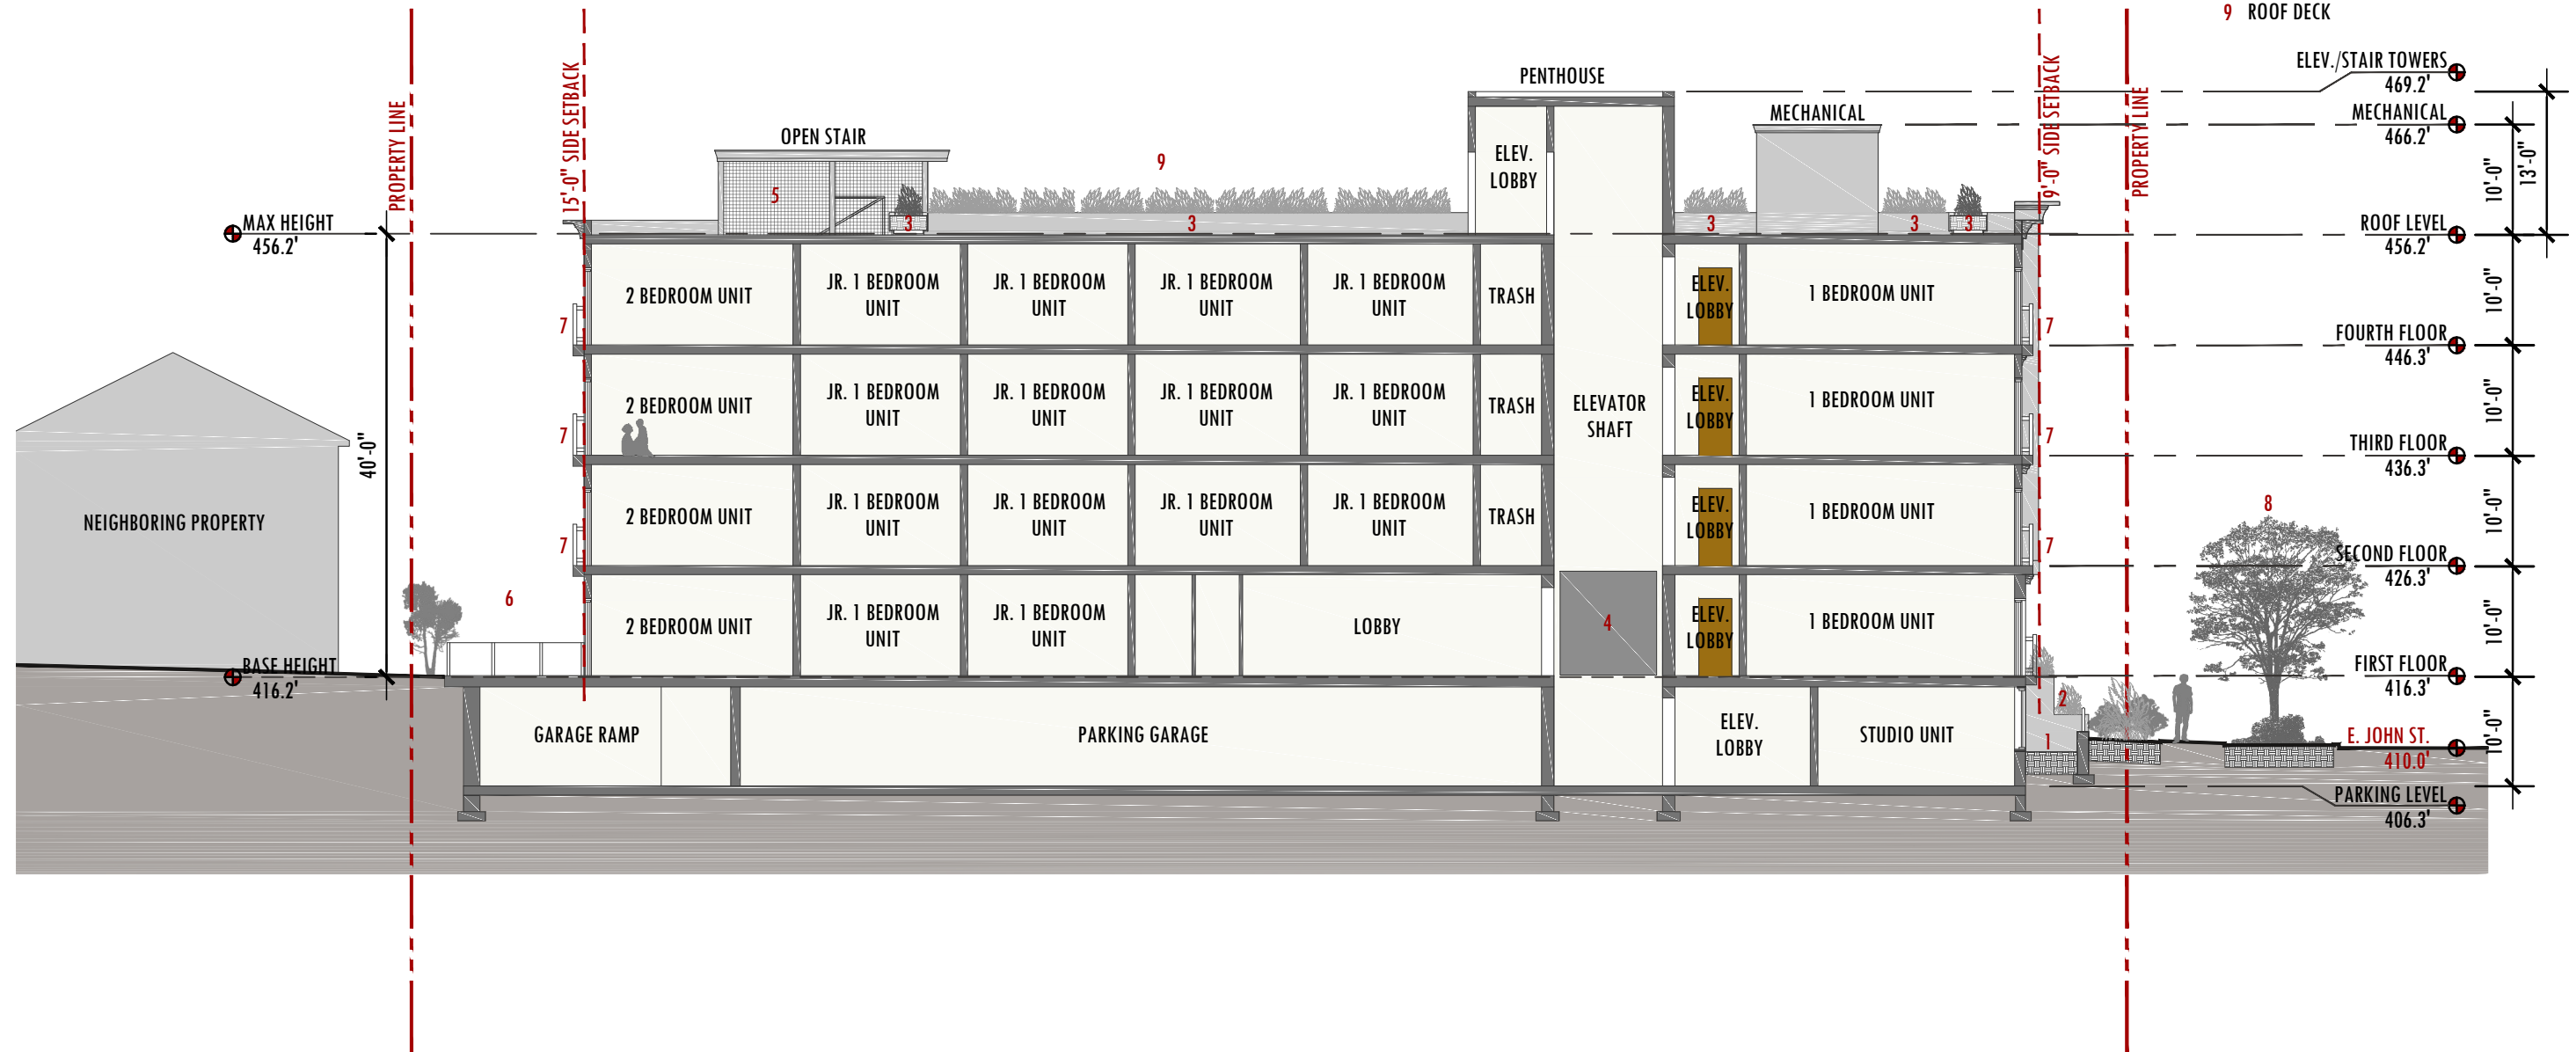 9 ROOF DECK
ELEV./STAIR TOWERS
469.2'
PENTHOUSE
MECHANICAL
466.2'
MECHANICAL
PROPERTY LINE
15'-0" SIDE SETBACK
9'-0" SIDE SETBACK
PROPERTY LINE
OPEN STAIR
9
ELEV.
LOBBY
10'-0"
13'-0"
5
3
3
3
3
3
MAX HEIGHT
456.2'
ROOF LEVEL
456.2'
2 BEDROOM UNIT
JR. 1 BEDROOM
UNIT
JR. 1 BEDROOM
UNIT
JR. 1 BEDROOM
UNIT
JR. 1 BEDROOM
UNIT
TRASH
ELEV.
LOBBY
1 BEDROOM UNIT
10'-0"
7
7
FOURTH FLOOR
446.3'
2 BEDROOM UNIT
JR. 1 BEDROOM
UNIT
JR. 1 BEDROOM
UNIT
JR. 1 BEDROOM
UNIT
JR. 1 BEDROOM
UNIT
TRASH
ELEVATOR
SHAFT
ELEV.
LOBBY
1 BEDROOM UNIT
10'-0"
7
7
40'-0"
THIRD FLOOR
436.3'
NEIGHBORING PROPERTY
2 BEDROOM UNIT
JR. 1 BEDROOM
UNIT
JR. 1 BEDROOM
UNIT
JR. 1 BEDROOM
UNIT
JR. 1 BEDROOM
UNIT
TRASH
ELEV.
LOBBY
1 BEDROOM UNIT
8
10'-0"
7
7
SECOND FLOOR
426.3'
6
2 BEDROOM UNIT
JR. 1 BEDROOM
UNIT
JR. 1 BEDROOM
UNIT
LOBBY
4
ELEV.
LOBBY
1 BEDROOM UNIT
10'-0"
BASE HEIGHT
416.2'
FIRST FLOOR
416.3'
2
GARAGE RAMP
PARKING GARAGE
ELEV.
LOBBY
STUDIO UNIT
1
E. JOHN ST.
410.0'
10'-0"
PARKING LEVEL
406.3'